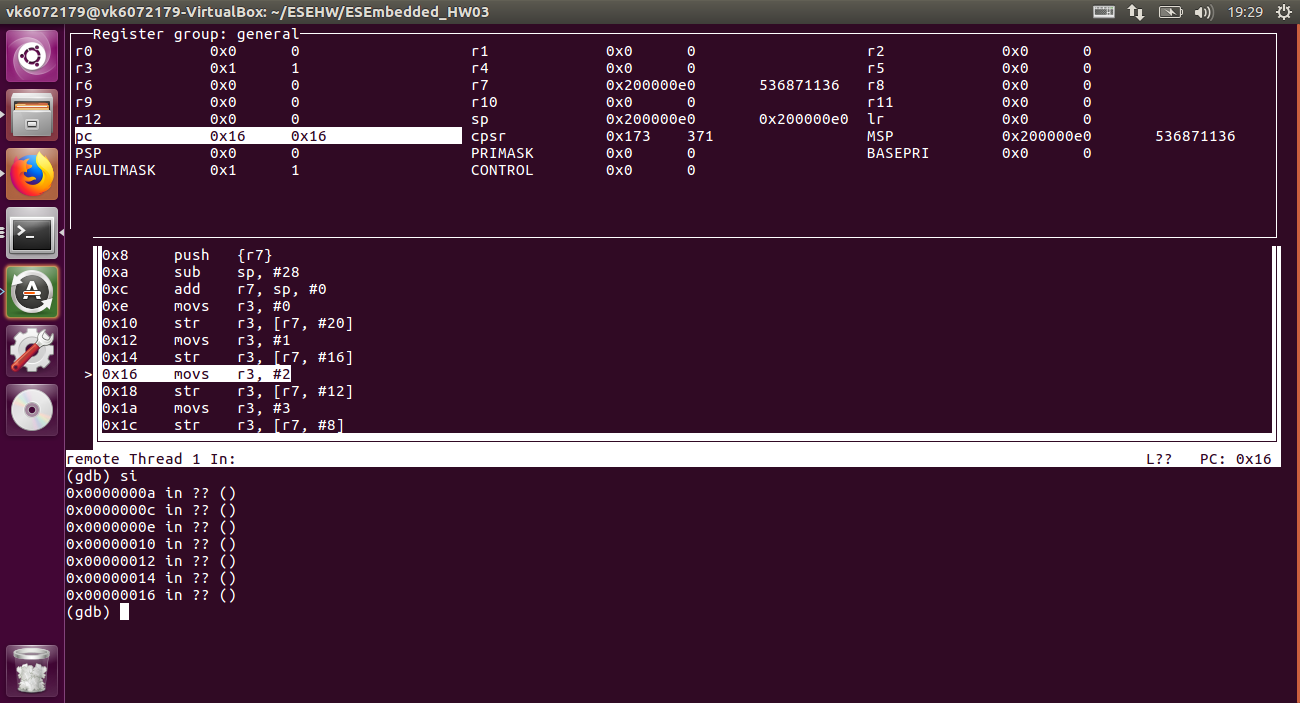 vk6072179@vk6072179-VirtualBox: ~/ESEHW/ESEmbedded_HW03 19:29
Register group: general
r0 0x0 0 r1 0x0 0 r2 0x0 0
r3 0x1 1 r4 0x0 0 r5 0x0 0
r6 0x0 0 r7 0x200000e0 536871136 r8 0x0 0
r9 0x0 0 r10 0x0 0 r11 0x0 0
r12 0x0 0 sp 0x200000e0 0x200000e0 lr 0x0 0
pc 0x16 0x16 cpsr 0x173 371 MSP 0x200000e0 536871136
PSP 0x0 0 PRIMASK 0x0 0 BASEPRI 0x0 0
FAULTMASK 0x1 1 CONTROL 0x0 0
0x8 push {r7}
0xa sub sp, #28
0xc add r7, sp, #0
0xe movs r3, #0
0x10 str r3, [r7, #20]
0x12 movs r3, #1
0x14 str r3, [r7, #16]
>0x16 movs r3, #2
0x18 str r3, [r7, #12]
0x1a movs r3, #3
0x1c str r3, [r7, #8]
remote Thread 1 In: L?? PC: 0x16
(gdb) si
0x0000000a in ?? ()
0x0000000c in ?? ()
0x0000000e in ?? ()
0x00000010 in ?? ()
0x00000012 in ?? ()
0x00000014 in ?? ()
0x00000016 in ?? ()
(gdb)